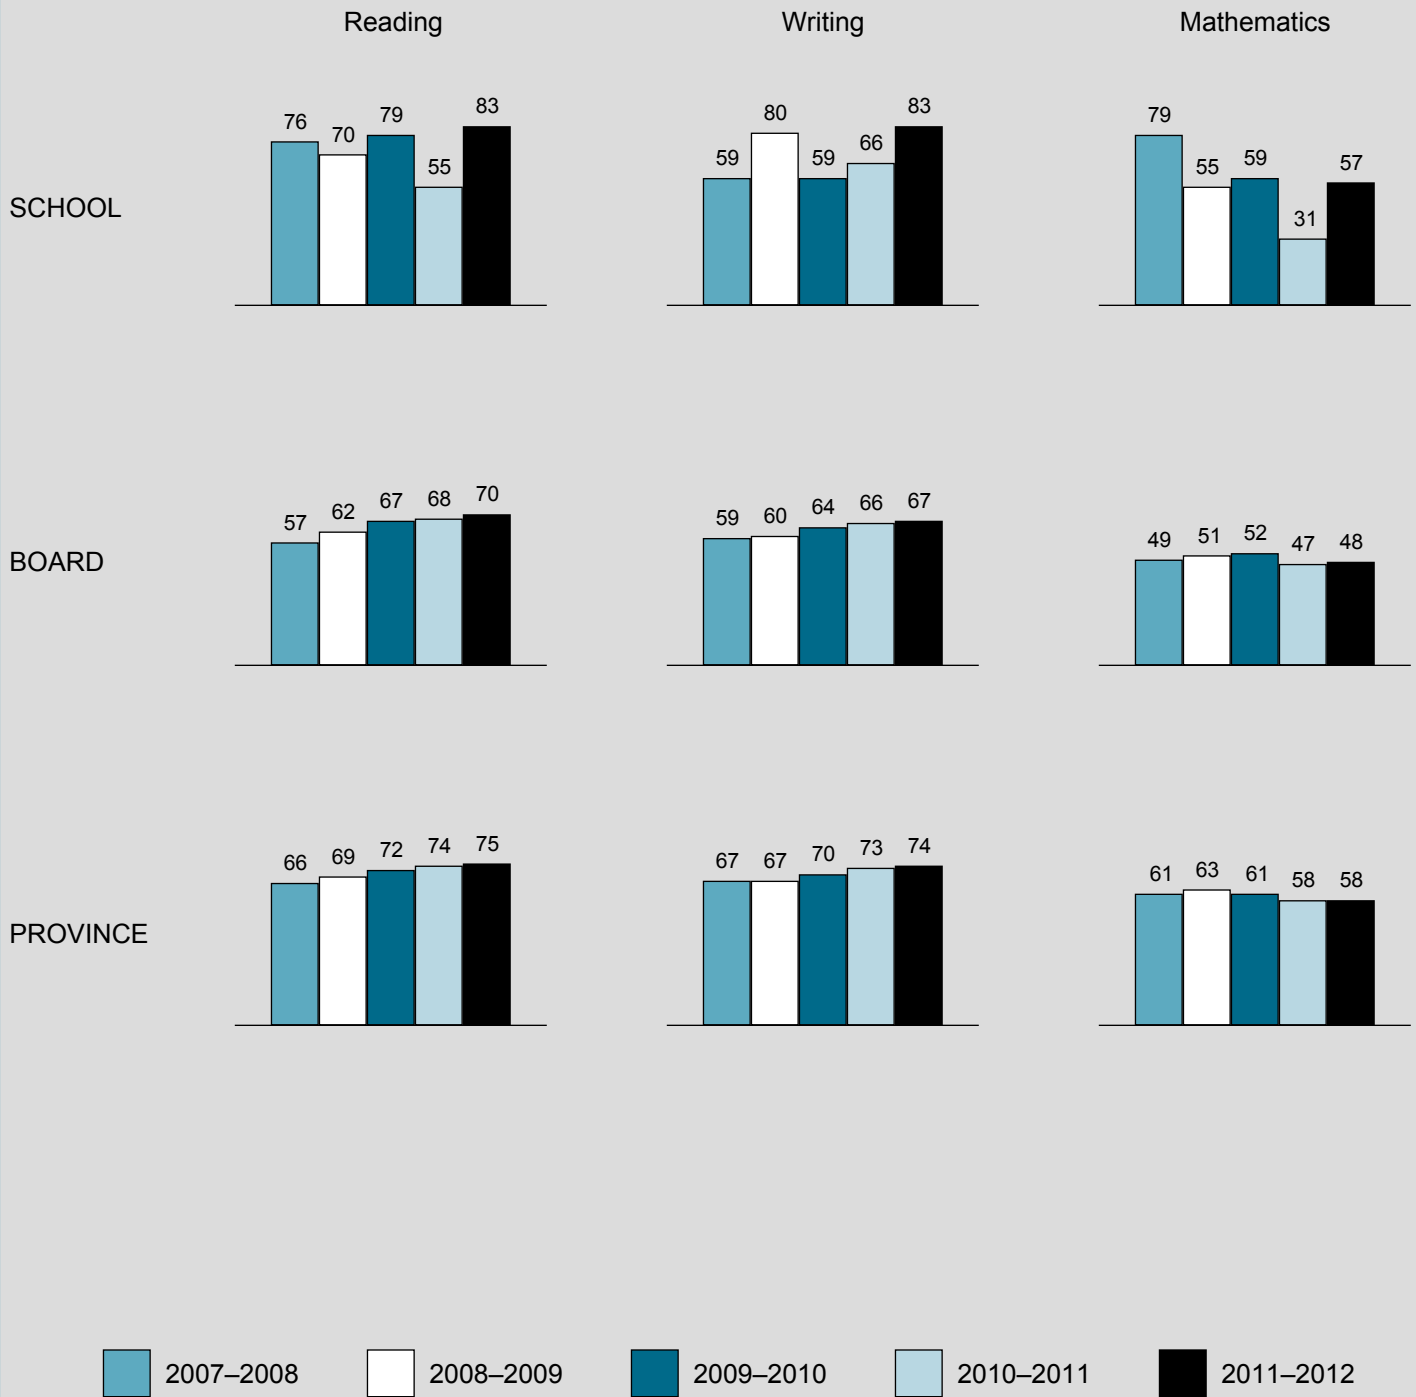 Reading Writing Mathematics
SCHOOL
76 70 79 55 83
59 80 59 66 83
79 55 59 31 57
BOARD
57 62 67 68 70
59 60 64 66 67
49 51 52 47 48
PROVINCE
66 69 72 74 75
67 67 70 73 74
61 63 61 58 58
2007–2008 2008–2009 2009–2010 2010–2011 2011–2012